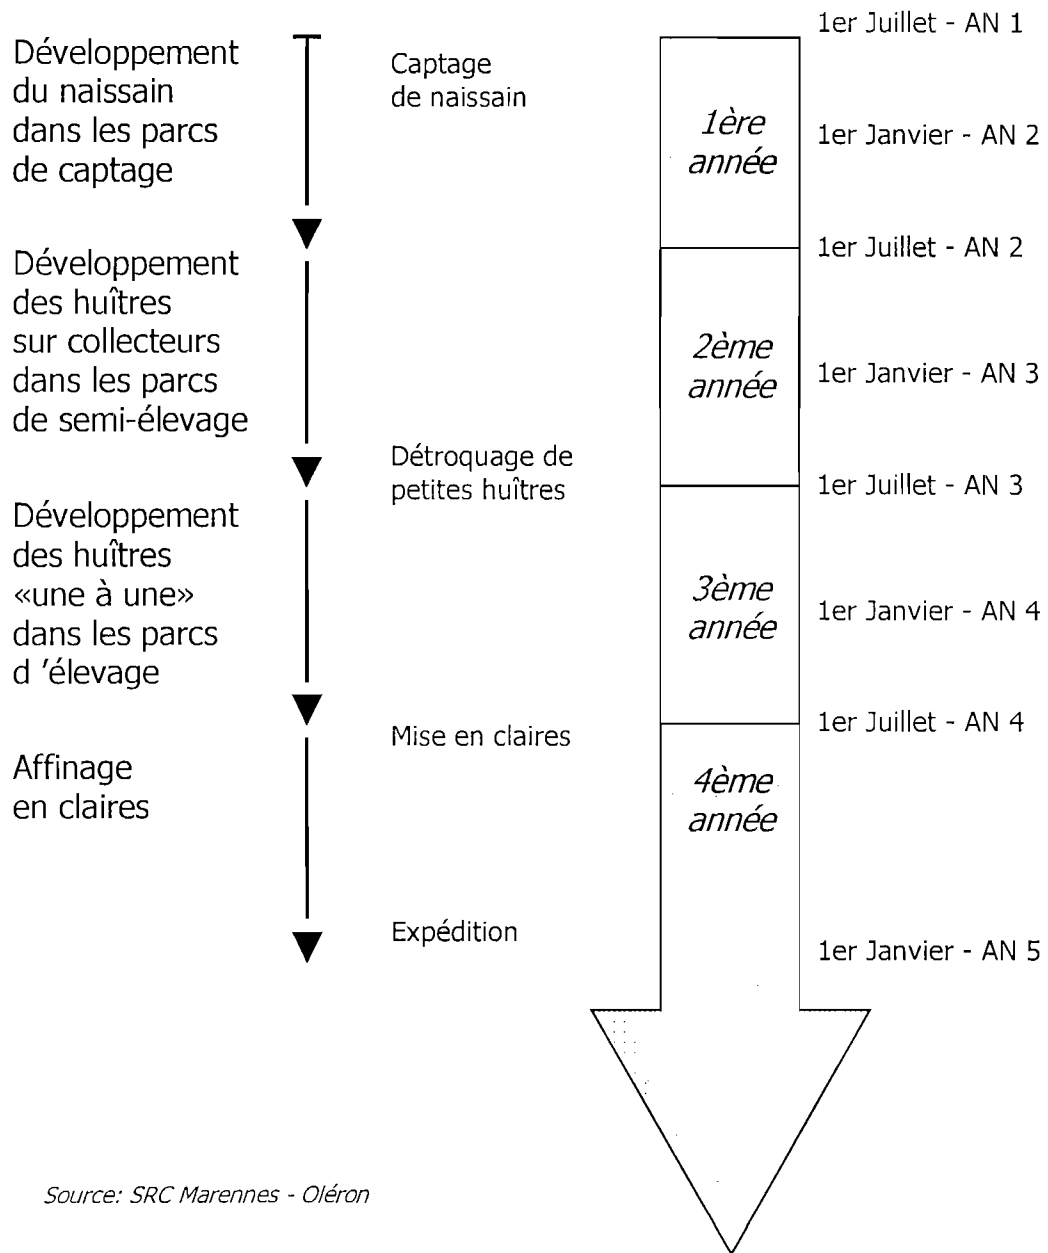 Développement
du naissain
dans les parcs
de captage
Développement
des huîtres
sur collecteurs
dans les parcs
de semi-élevage
Développement
des huîtres
«une à une»
dans les parcs
d ’élevage
Affinage
en claires
Captage
de naissain
Détroquage de
petites huîtres
Mise en claires
Expédition
1ère
année
2ème
année
3ème
année
4ème
année
1er Juillet - AN 1
1er Janvier - AN 2
1er Juillet - AN 2
1er Janvier - AN 3
1er Juillet - AN 3
1er Janvier - AN 4
1er Juillet - AN 4
1er Janvier - AN 5
Source: SRC Marennes - Oléron